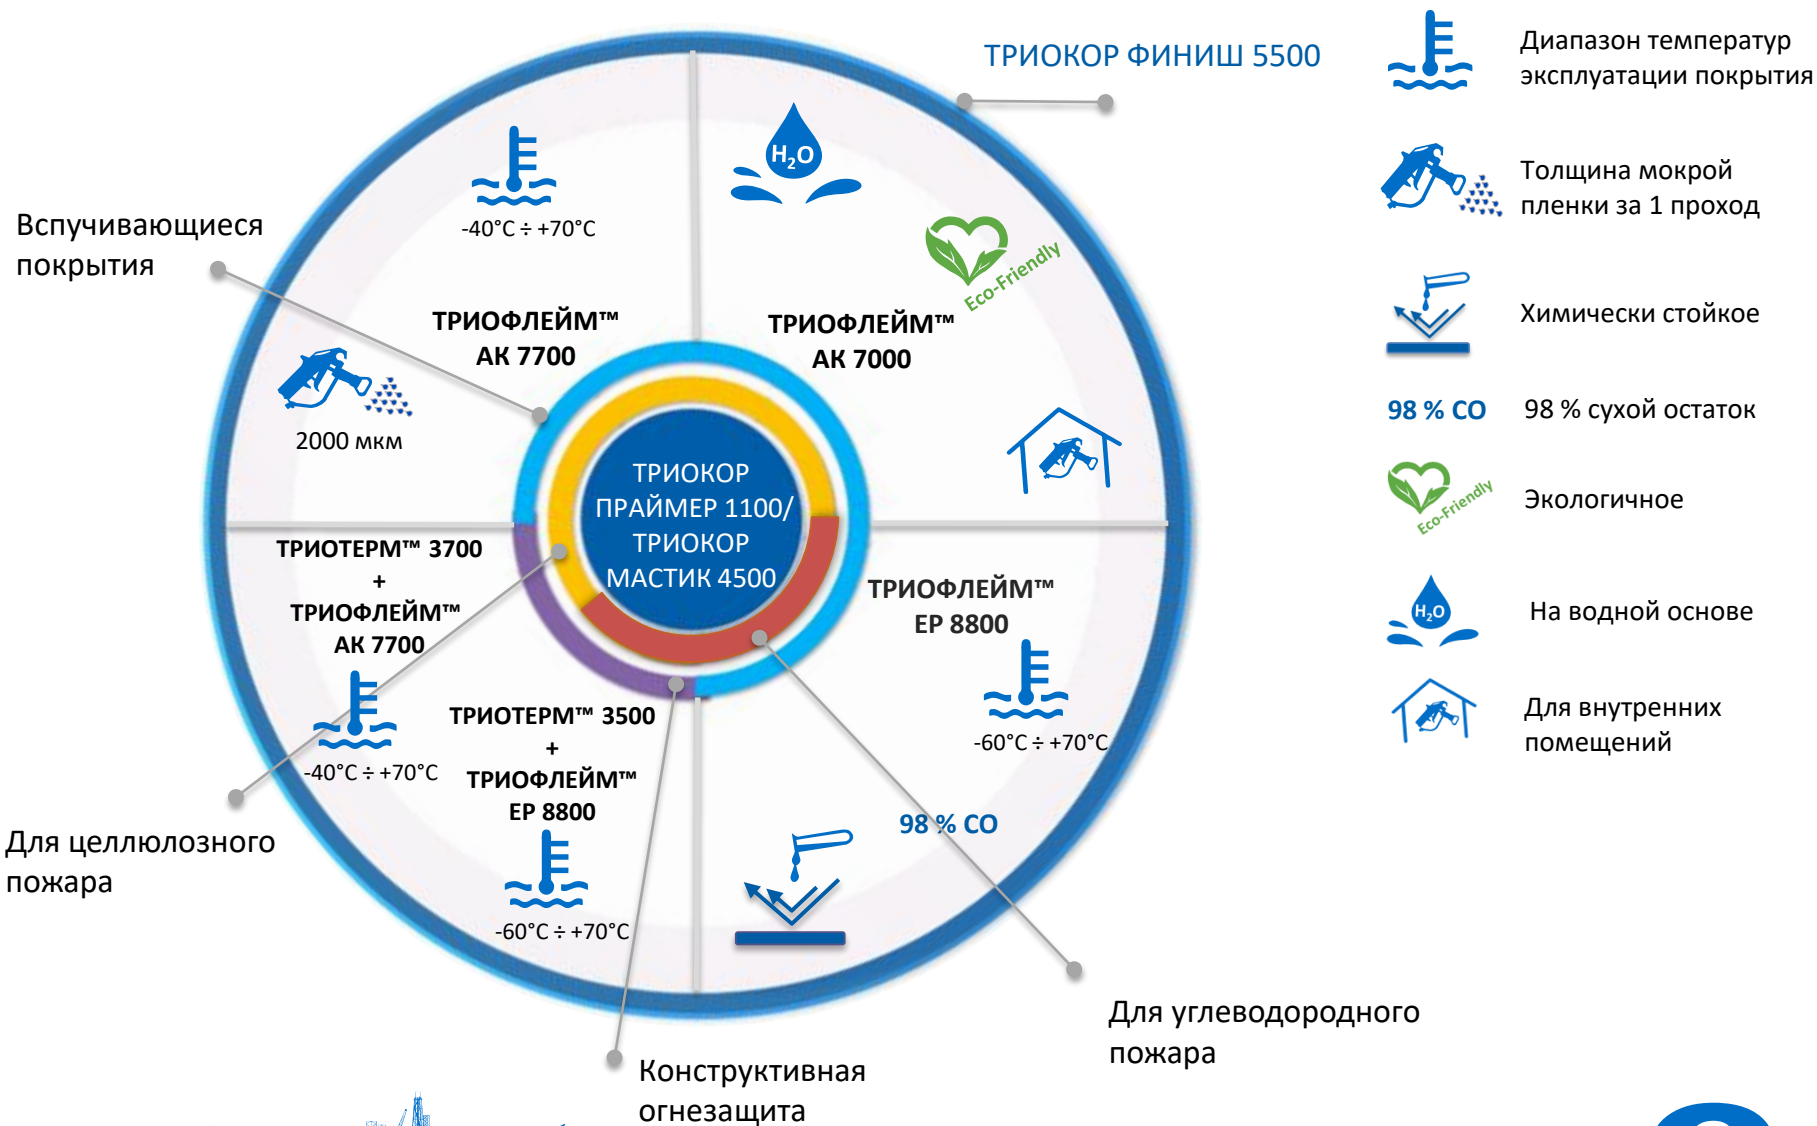 ТРИОКОР ФИНИШ 5500
Вспучивающиеся
покрытия
-40°C ÷ +70°C
ТРИОФЛЕЙМ™
АК 7700
2000 мкм
H₂O
Eco-Friendly
ТРИОФЛЕЙМ™
АК 7000
ТРИОКОР
ПРАЙМЕР 1100/
ТРИОКОР
МАСТИК 4500
ТРИОТЕРМ™ 3700
+
ТРИОФЛЕЙМ™
АК 7700
-40°C ÷ +70°C
ТРИОТЕРМ™ 3500
+
ТРИОФЛЕЙМ™
ЕР 8800
-60°C ÷ +70°C
ТРИОФЛЕЙМ™
ЕР 8800
-60°C ÷ +70°C
98 % СО
Для целлюлозного
пожара
Конструктивная
огнезащита
Для углеводородного
пожара
Диапазон температур
эксплуатации покрытия
Толщина мокрой
пленки за 1 проход
Химически стойкое
98 % СО
98 % сухой остаток
Eco-Friendly
Экологичное
H₂O
На водной основе
Для внутренних
помещений